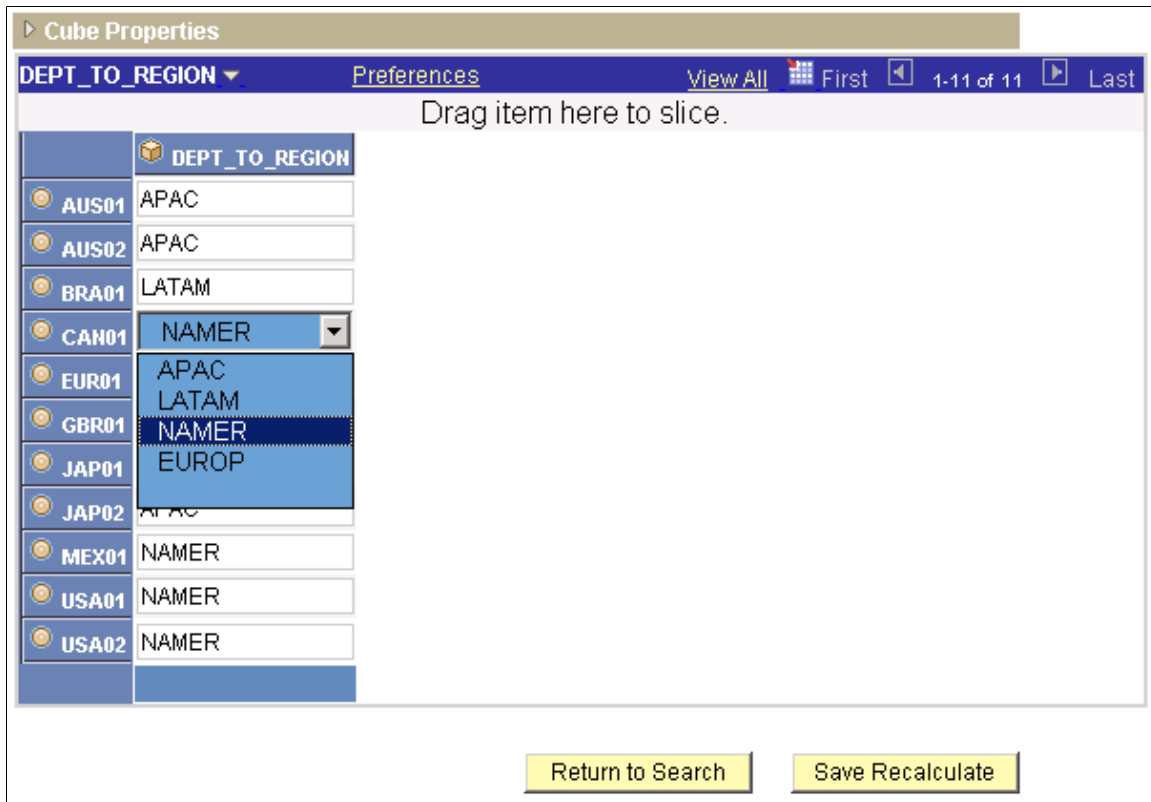 Cube Properties
DEPT_TO_REGION Preferences View All First 1-11 of 11 Last
Drag item here to slice.
DEPT_TO_REGION
AUS01 APAC
AUS02 APAC
BRA01 LATAM
CAN01 NAMER
EUR01 APAC
LATAM
GBR01 NAMER
JAP01 EUROP
JAP02 APAC
MEX01 NAMER
USA01 NAMER
USA02 NAMER
Return to Search Save Recalculate